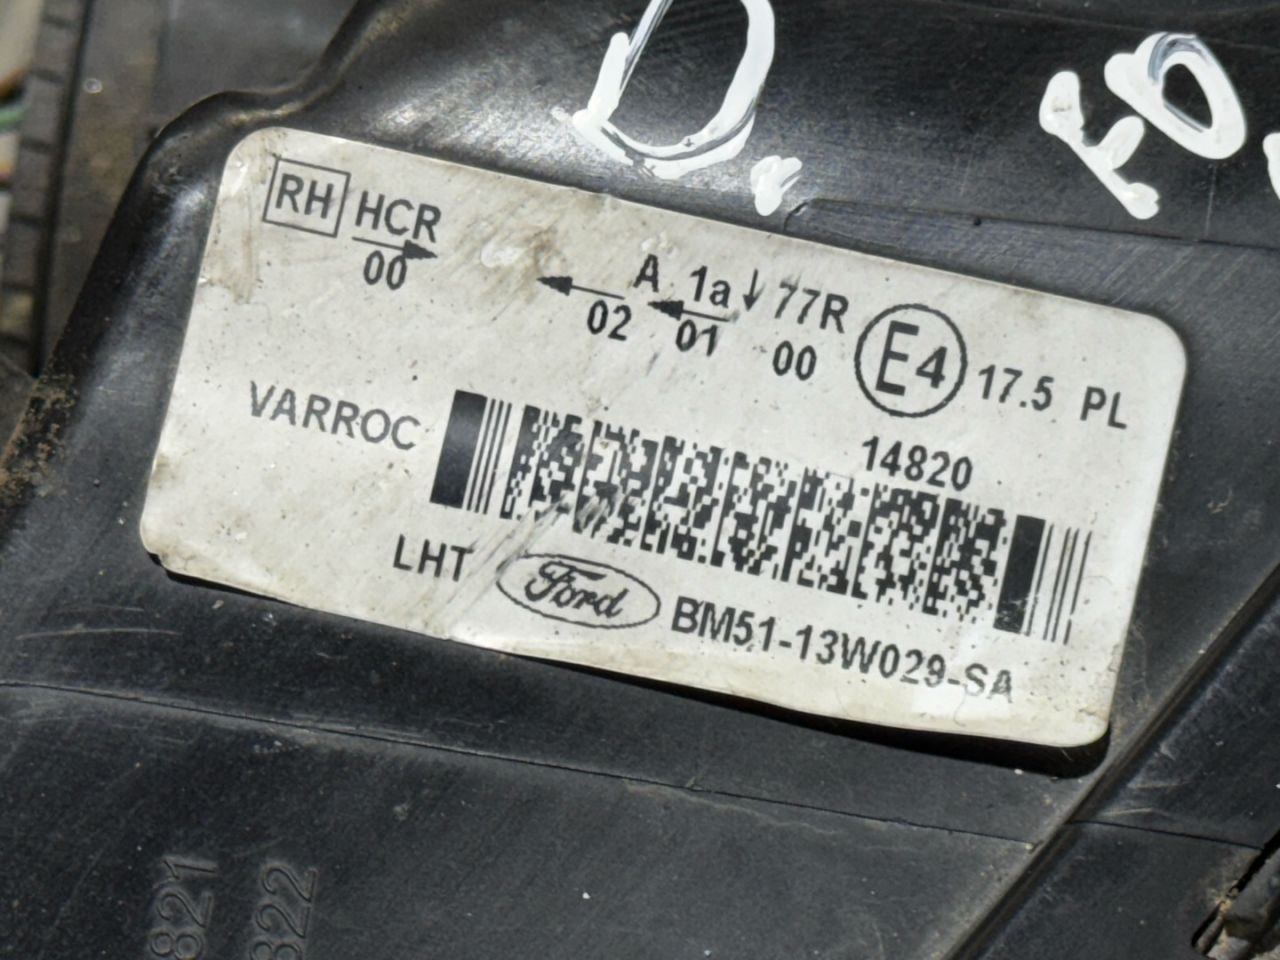 D.
FO
RH HCR
00
A 1a 77R E4 17.5 PL
02 01 00
14820
VARROC
LHT Ford BM51-13W029-SA
821
822